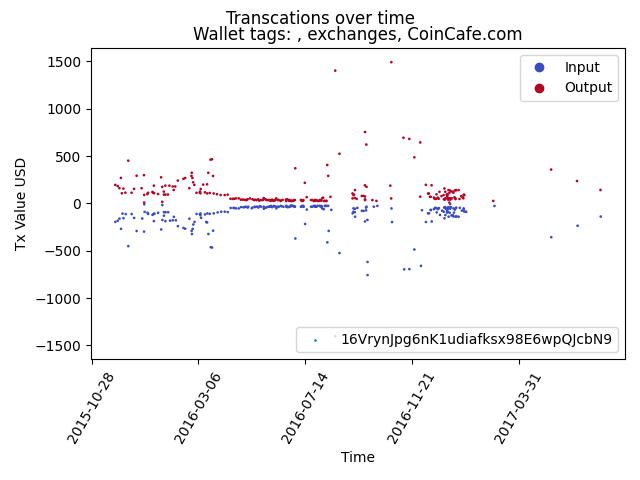 Transcations over time
Wallet tags: , exchanges, CoinCafe.com
Input
Output
Tx Value USD
1500
1000
500
0
−500
−1000
−1500
16VrynJpg6nK1udiafksx98E6wpQJcbN9
2015-10-28
2016-03-06
2016-07-14
2016-11-21
2017-03-31
Time